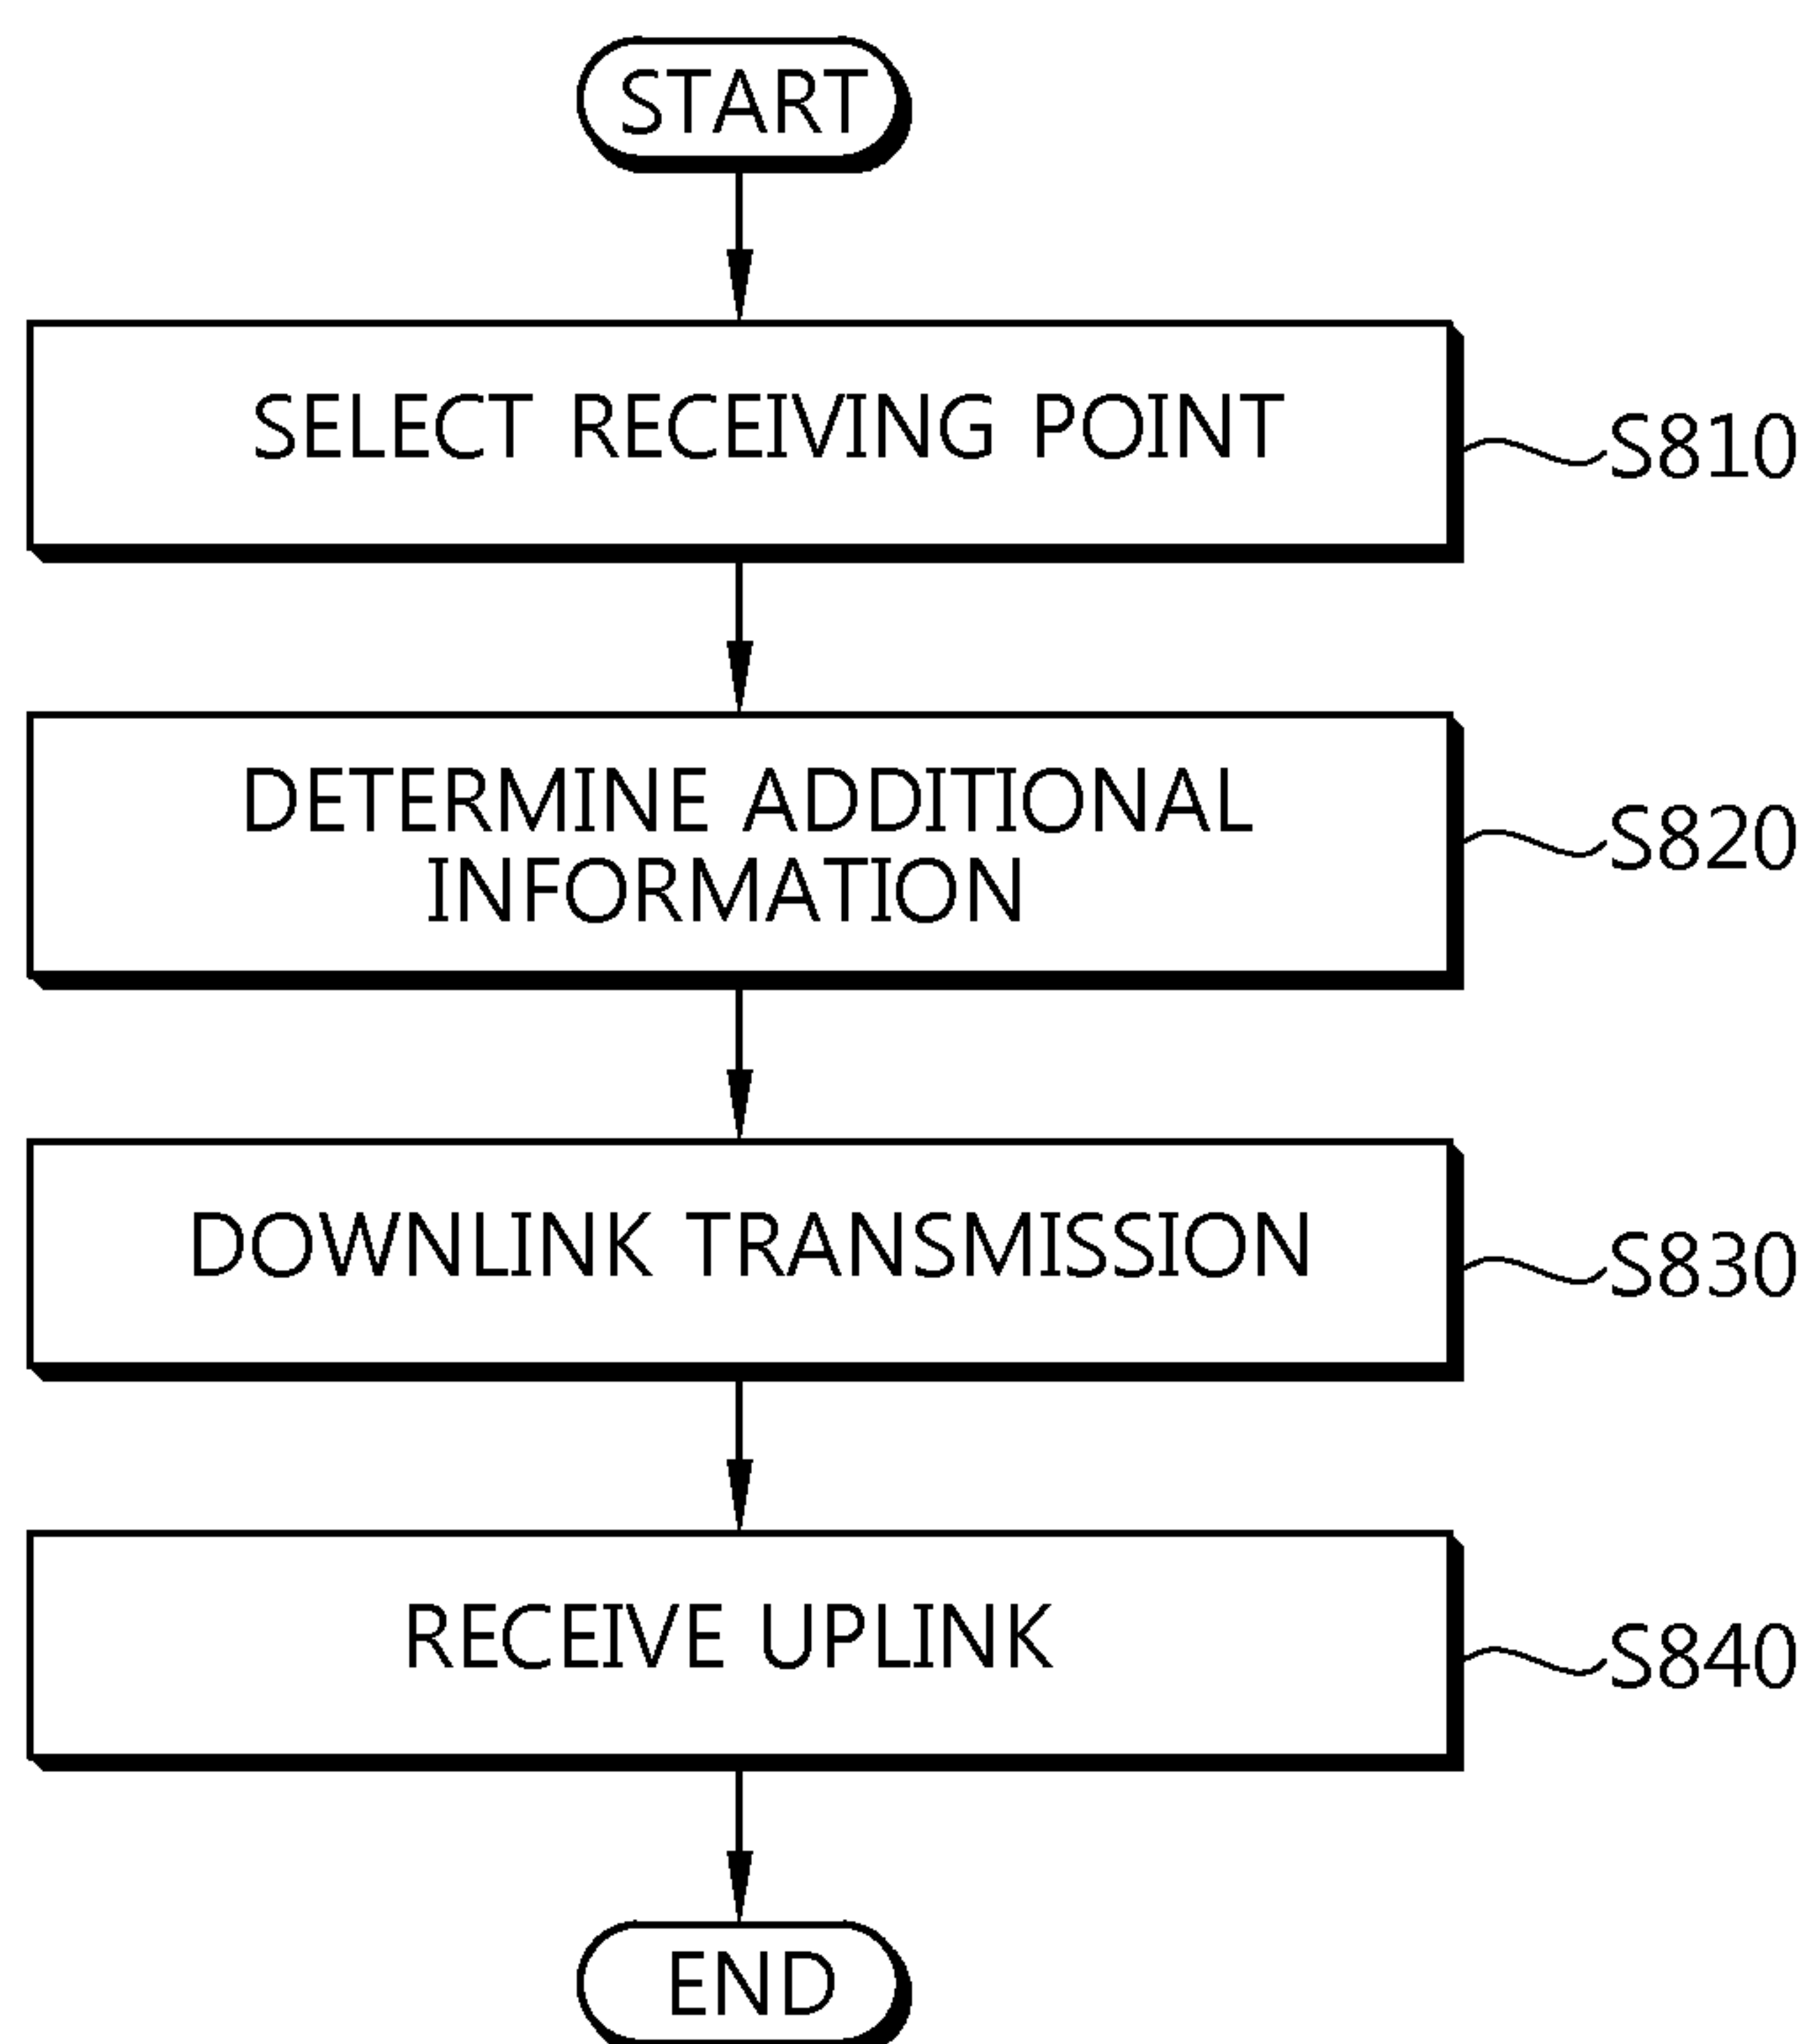 START
SELECT RECEIVING POINT
S810
DETERMINE ADDITIONAL
INFORMATION
S820
DOWNLINK TRANSMISSION
S830
RECEIVE UPLINK
S840
END